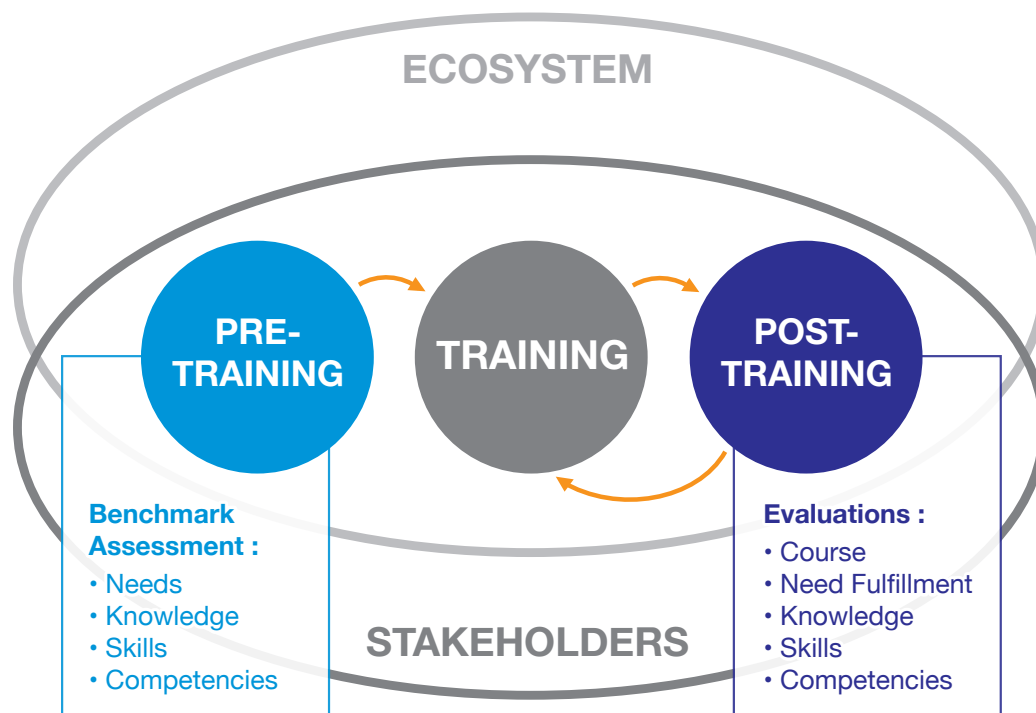 ECOSYSTEM
PRE-
TRAINING
TRAINING
POST-
TRAINING
Benchmark
Assessment :
• Needs
• Knowledge
• Skills
• Competencies
Evaluations :
• Course
• Need Fulfillment
• Knowledge
• Skills
• Competencies
STAKEHOLDERS